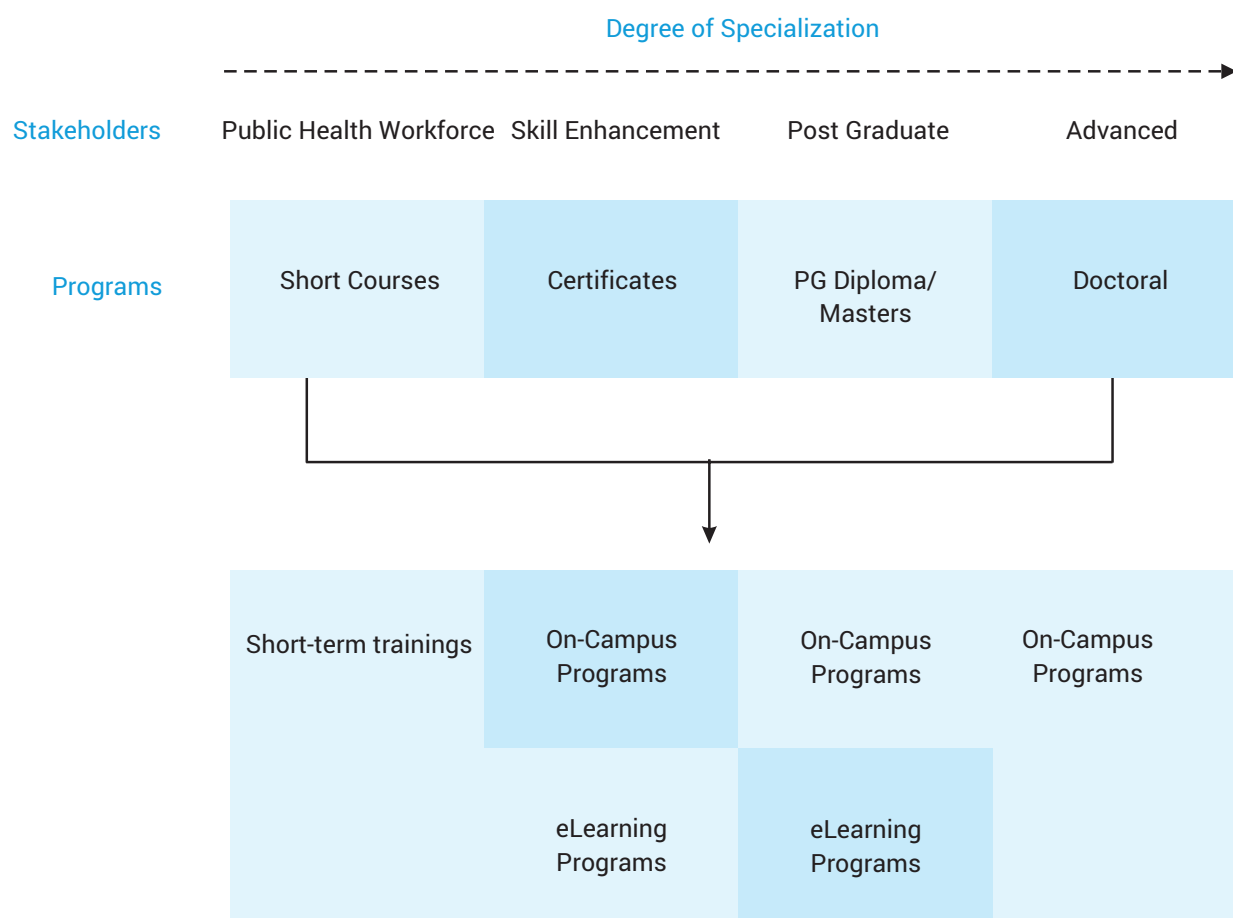 Degree of Specialization
Stakeholders
Public Health Workforce
Skill Enhancement
Post Graduate
Advanced
Programs
Short Courses
Certificates
PG Diploma/
Masters
Doctoral
Short-term trainings
On-Campus
Programs
On-Campus
Programs
On-Campus
Programs
eLearning
Programs
eLearning
Programs